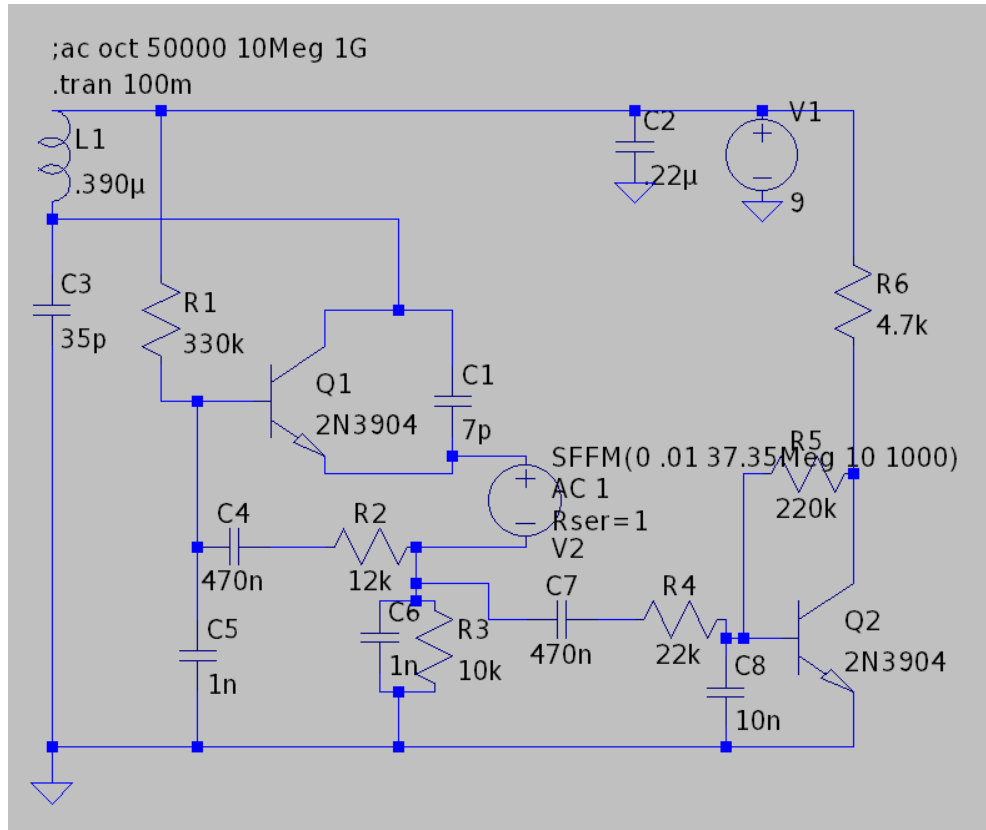 ;ac oct 50000 10Meg 1G
.tran 100m
L1
.390µ
C2
.22µ
V1
9
C3
35p
R1
330k
R6
4.7k
Q1
2N3904
C1
7p
R5
220k
SFFM(0 .01 37.35Meg 10 1000)
AC 1
Rser=1
V2
C4
470n
R2
12k
C7
470n
R4
22k
C5
1n
C6
1n
R3
10k
C8
10n
Q2
2N3904